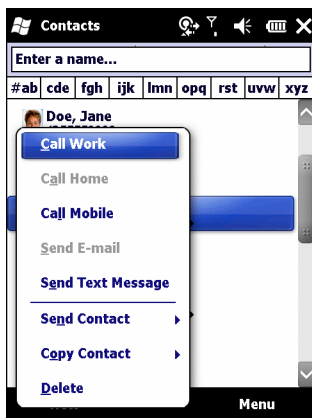 Contacts
Enter a name...
#ab cde fgh ijk lmn opq rst uvw xyz
Doe, Jane
Call Work
Call Home
Call Mobile
Send E-mail
Send Text Message
Send Contact
Copy Contact
Delete
Menu